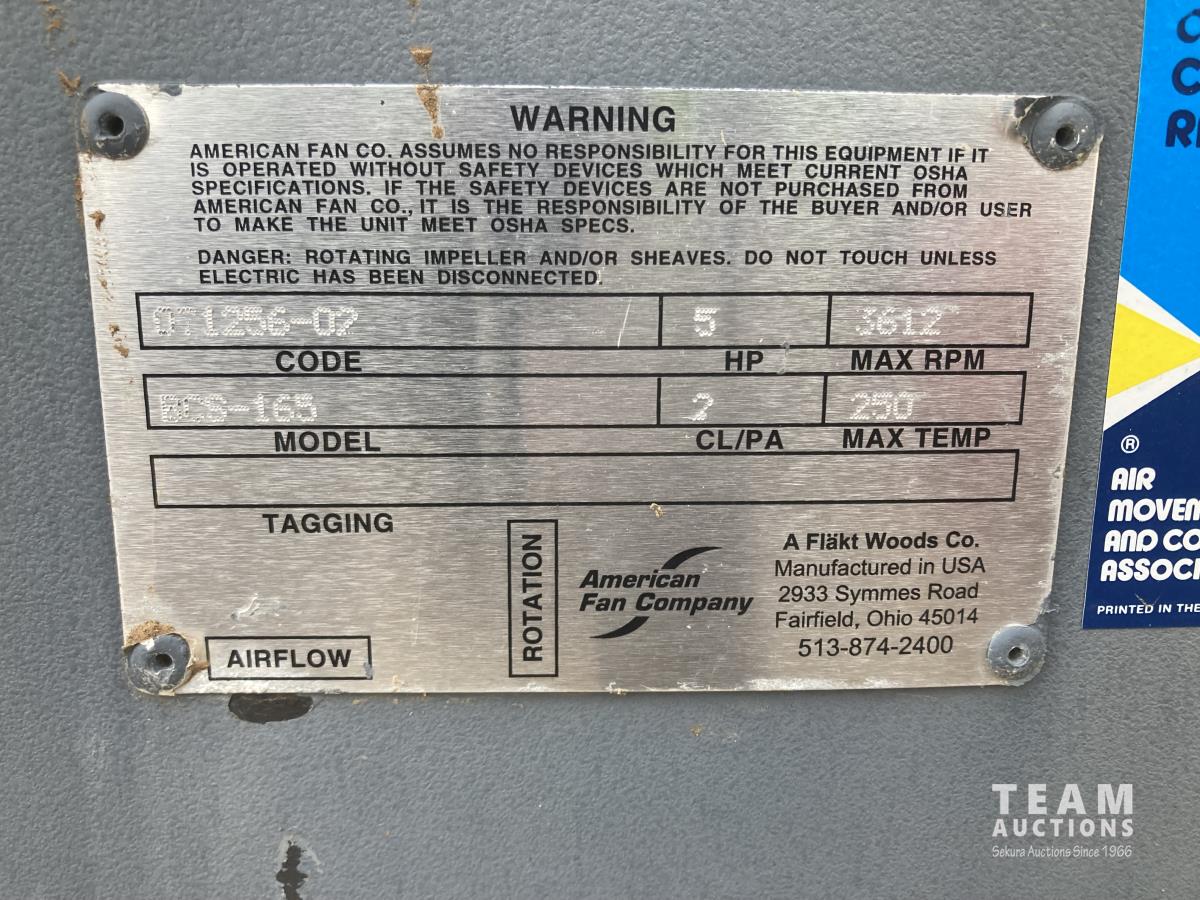 WARNING
AMERICAN FAN CO. ASSUMES NO RESPONSIBILITY FOR THIS EQUIPMENT IF IT
IS OPERATED WITHOUT SAFETY DEVICES WHICH MEET CURRENT OSHA
SPECIFICATIONS. IF THE SAFETY DEVICES ARE NOT PURCHASED FROM
AMERICAN FAN CO., IT IS THE RESPONSIBILITY OF THE BUYER AND/OR USER
TO MAKE THE UNIT MEET OSHA SPECS.
DANGER: ROTATING IMPELLER AND/OR SHEAVES. DO NOT TOUCH UNLESS
ELECTRIC HAS BEEN DISCONNECTED.
071256-02 5 3612
CODE HP MAX RPM
BCS-165 2 250
MODEL CL/PA MAX TEMP
TAGGING
AIRFLOW
ROTATION
American
Fan Company
A Fläkt Woods Co.
Manufactured in USA
2933 Symmes Road
Fairfield, Ohio 45014
513-874-2400
®
AIR
AND
PRINTED IN THE
TEAM
AUCTIONS
Sekura Auctions Since 1966